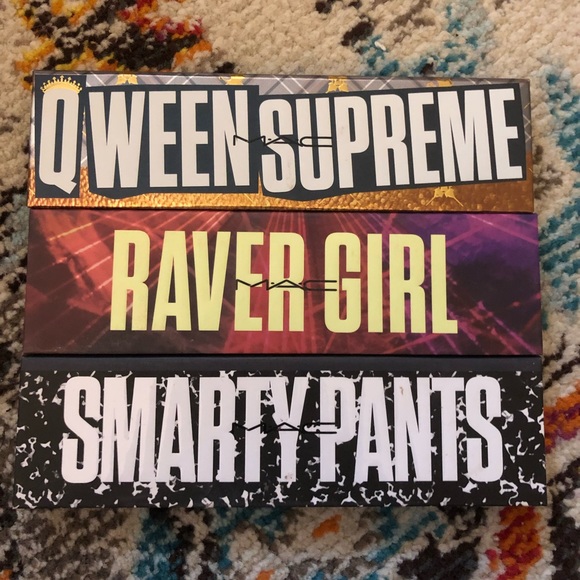 QWEEN SUPREME
MAC
RAVER GIRL
MAC
SMARTY PANTS
MAC